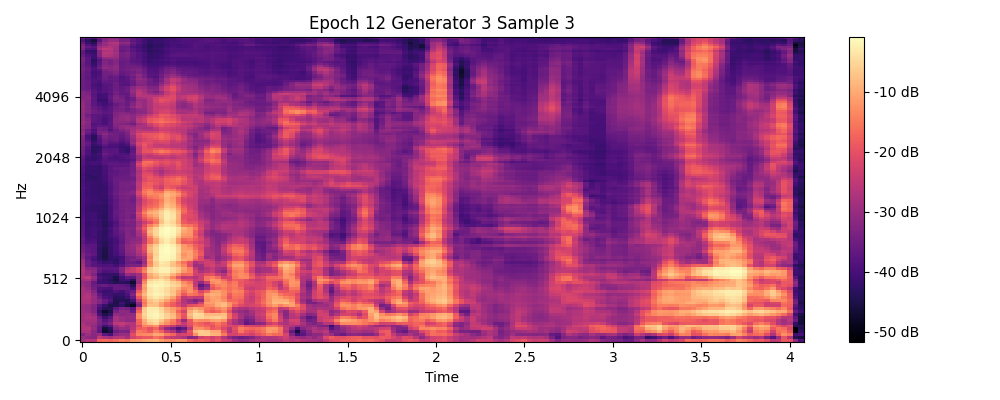 Epoch 12 Generator 3 Sample 3
Hz
4096
2048
1024
512
0
0 0.5 1 1.5 2 2.5 3 3.5 4
Time
-10 dB
-20 dB
-30 dB
-40 dB
-50 dB